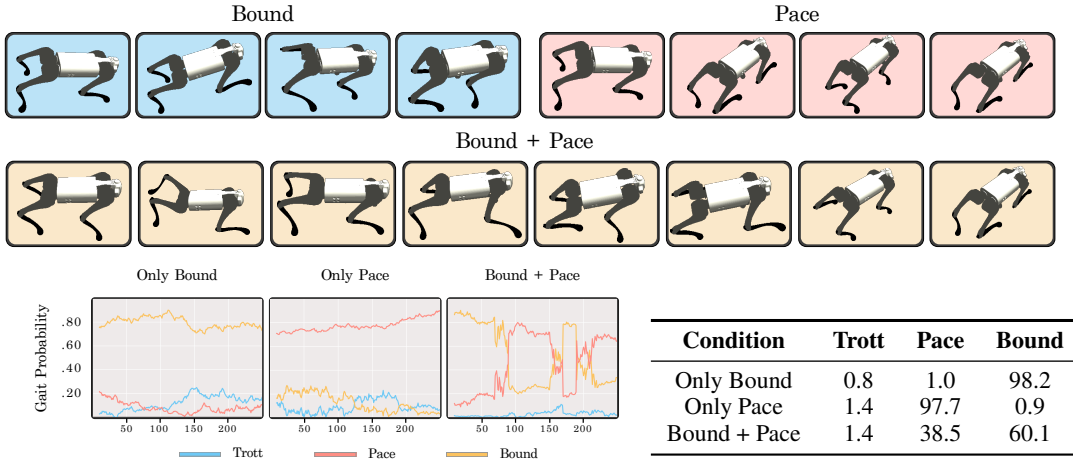 Bound
Pace
Bound + Pace
Only Bound
Only Pace
Bound + Pace
Gait Probability
.80
.60
.40
.20
50 100 150 200
50 100 150 200
50 100 150 200
Trott Pace Bound
Condition Trott Pace Bound
Only Bound 0.8 1.0 98.2
Only Pace 1.4 97.7 0.9
Bound + Pace 1.4 38.5 60.1